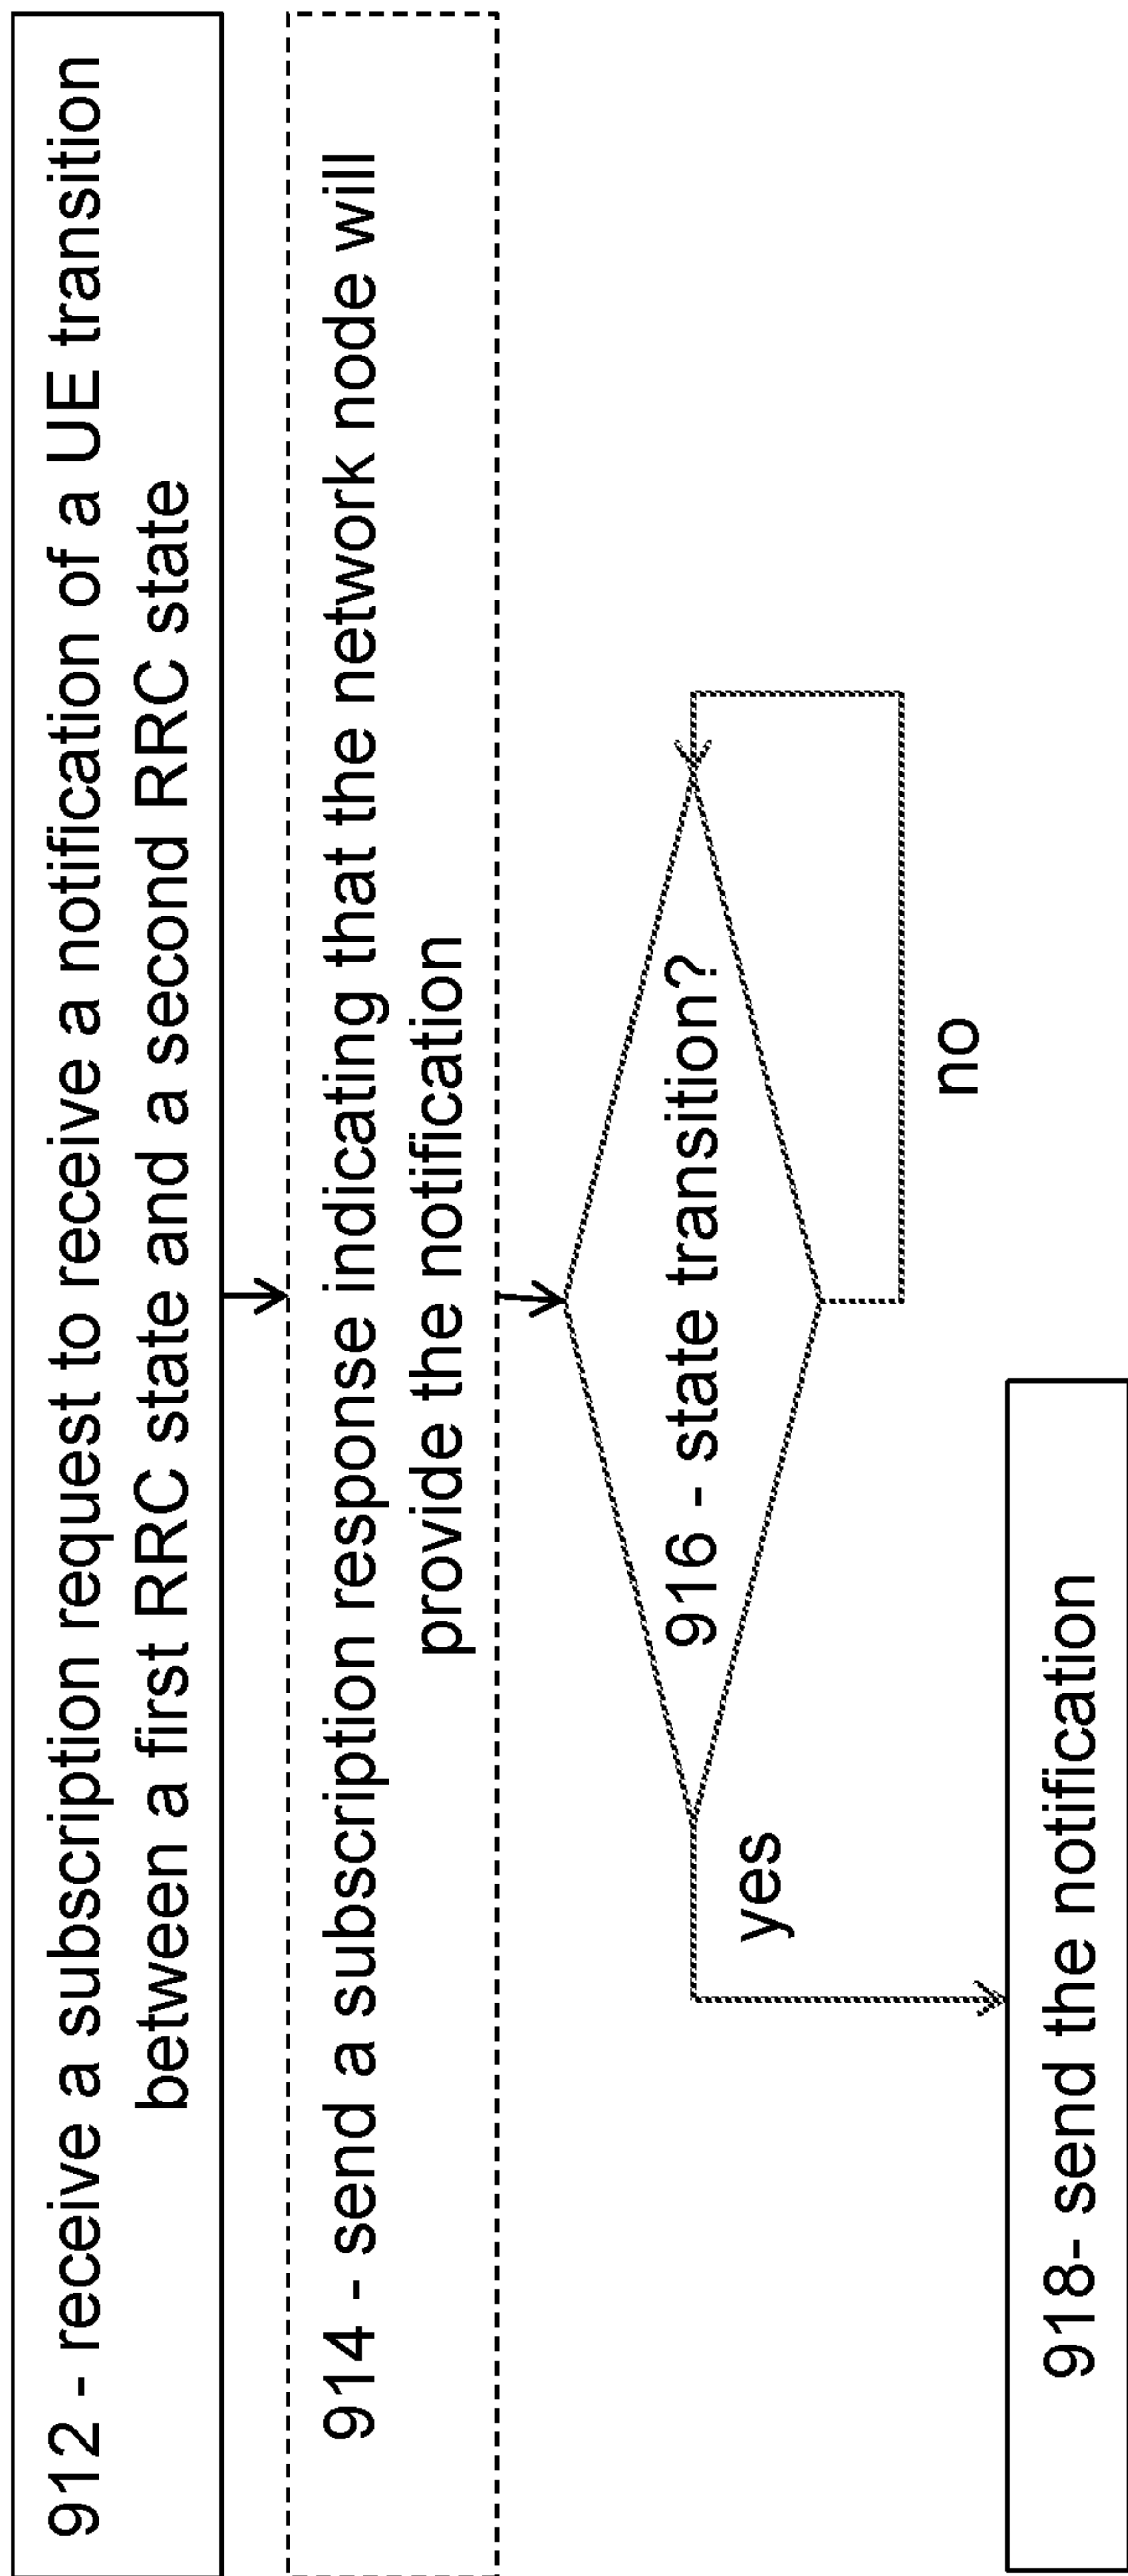 912 - receive a subscription request to receive a notification of a UE transition
between a first RRC state and a second RRC state
914 - send a subscription response indicating that the network node will
provide the notification
916 - state transition?
yes
no
918- send the notification